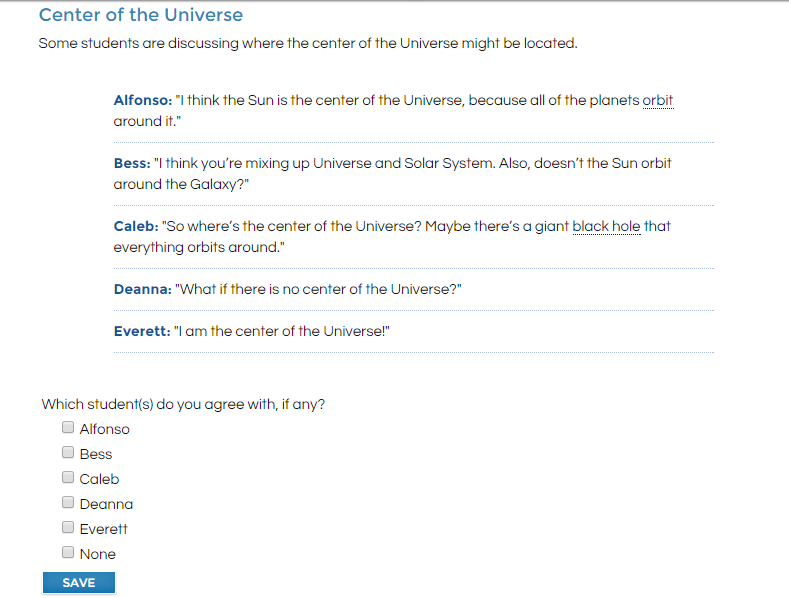 Center of the Universe
Some students are discussing where the center of the Universe might be located.
Alfonso: "I think the Sun is the center of the Universe, because all of the planets orbit
around it."
Bess: "I think you're mixing up Universe and Solar System. Also, doesn't the Sun orbit
around the Galaxy?"
Caleb: "So where's the center of the Universe? Maybe there's a giant black hole that
everything orbits around."
Deanna: "What if there is no center of the Universe?"
Everett: "I am the center of the Universe!"
Which student(s) do you agree with, if any?
Alfonso
Bess
Caleb
Deanna
Everett
None
SAVE